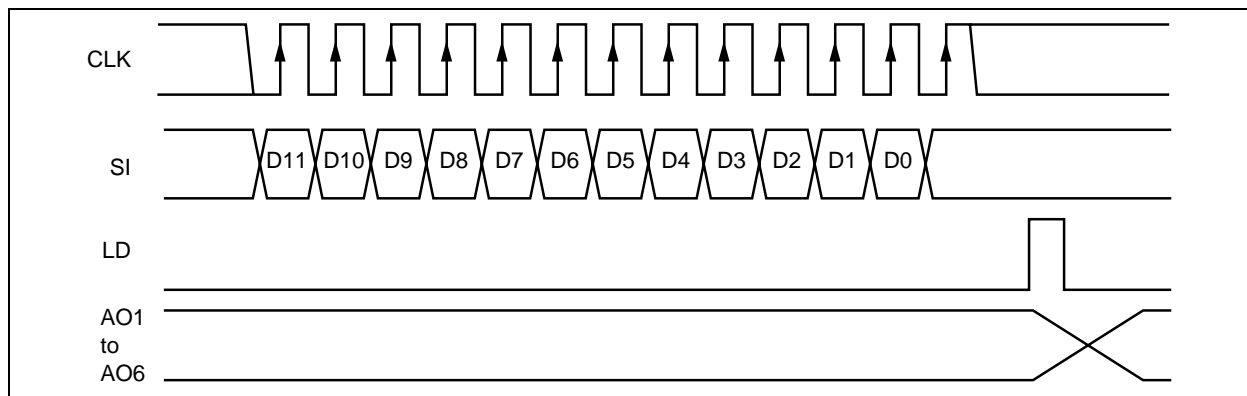 CLK
SI
D11 D10 D9 D8 D7 D6 D5 D4 D3 D2 D1 D0
LD
AO1
to
AO6